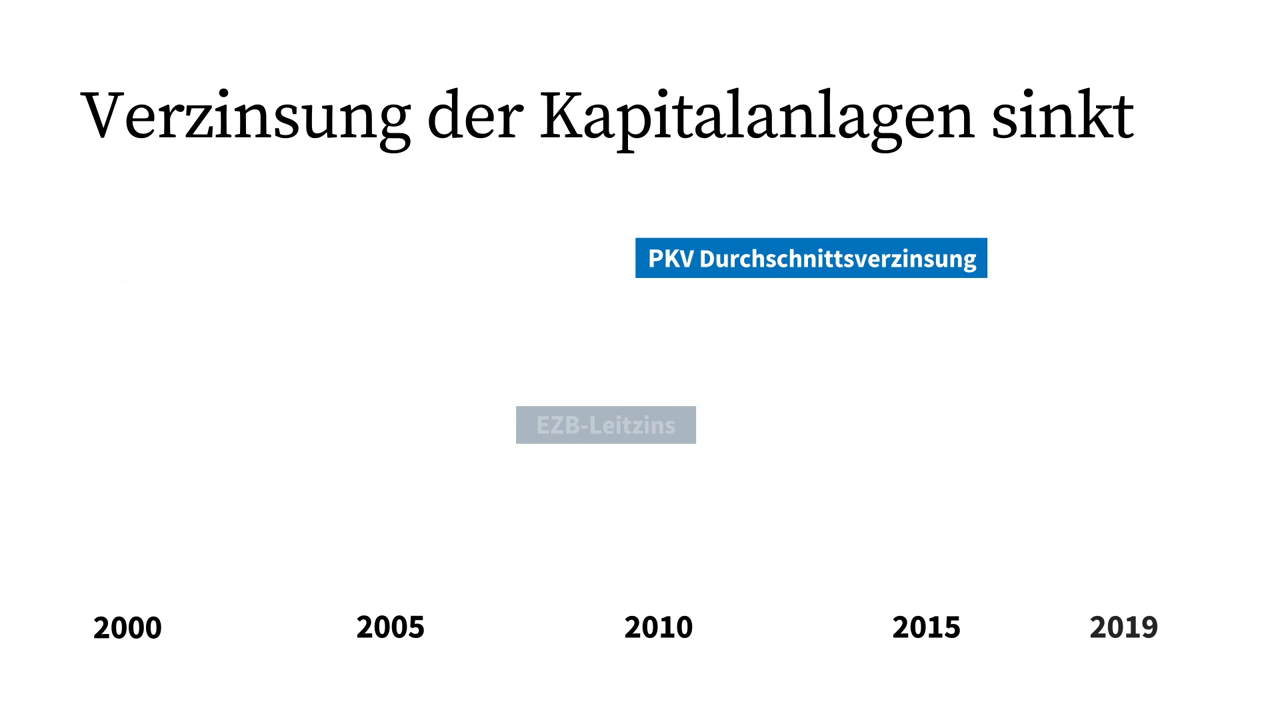 Verzinsung der Kapitalanlagen sinkt
PKV Durchschnittsverzinsung
EZB-Leitzins
2000 2005 2010 2015 2019